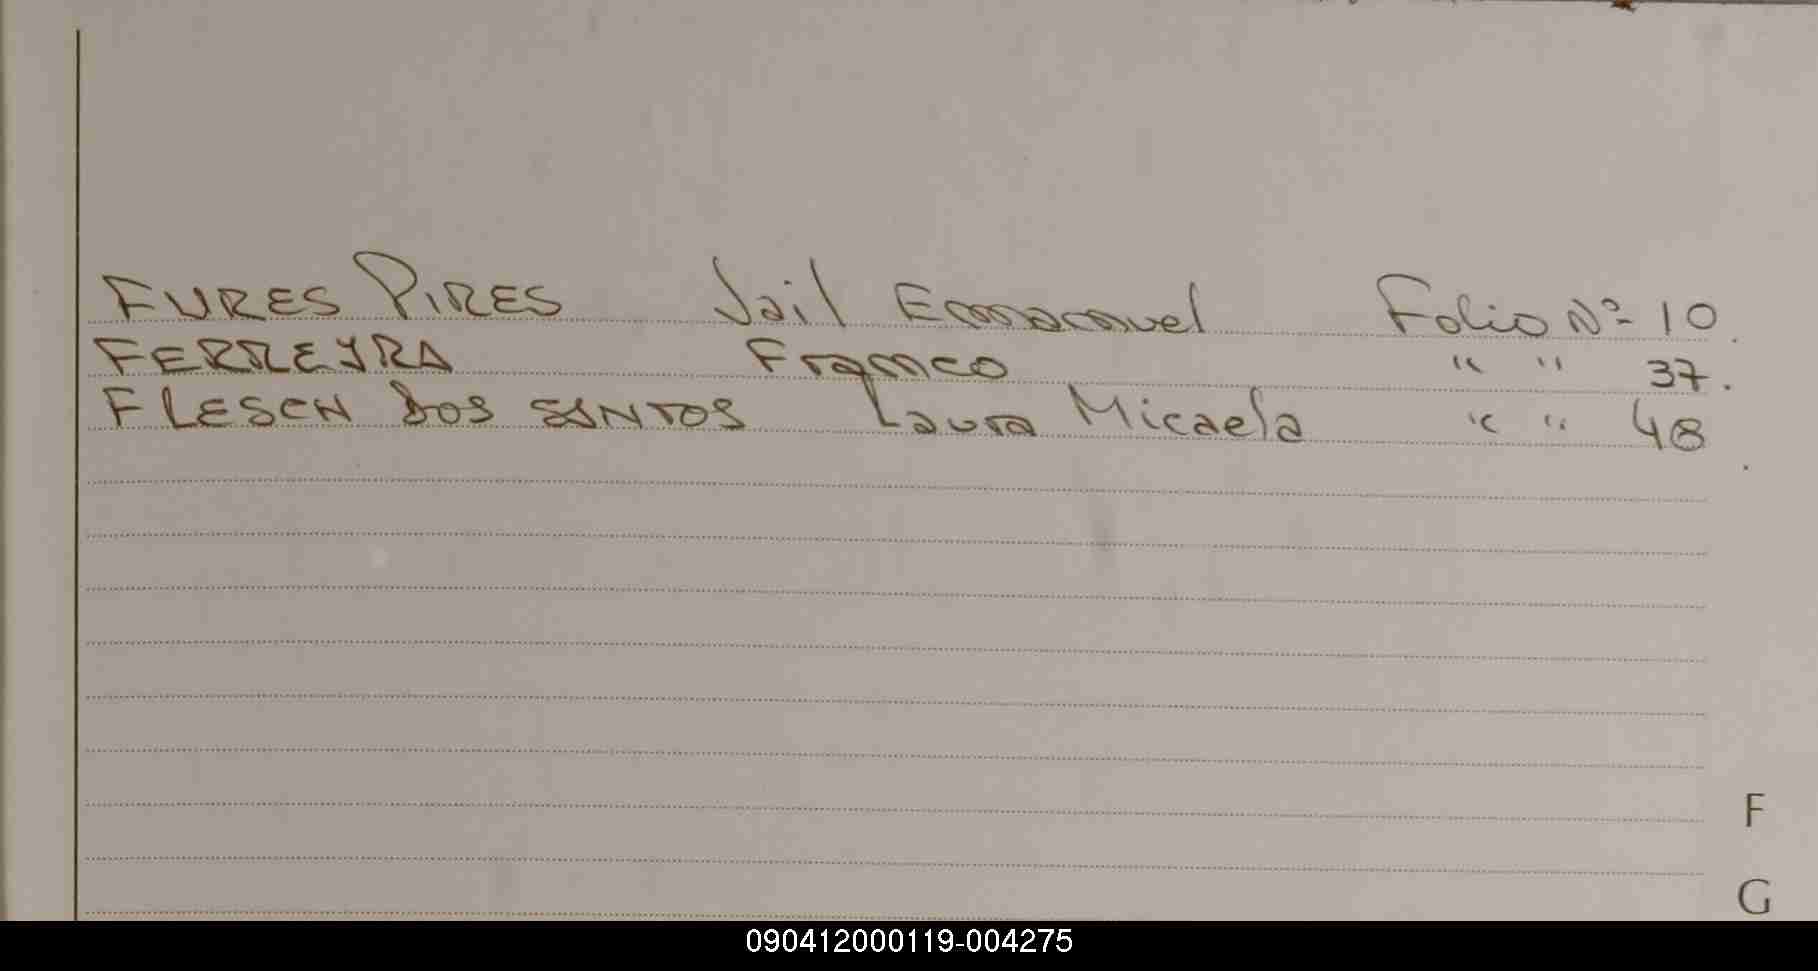 FURES PIRES Jail Emmanuel Folio Nº 10.
FERREYRA Franco " " 37.
FLESCH DOS SANTOS Laura Micaela " " 48.
F
G
090412000119-004275